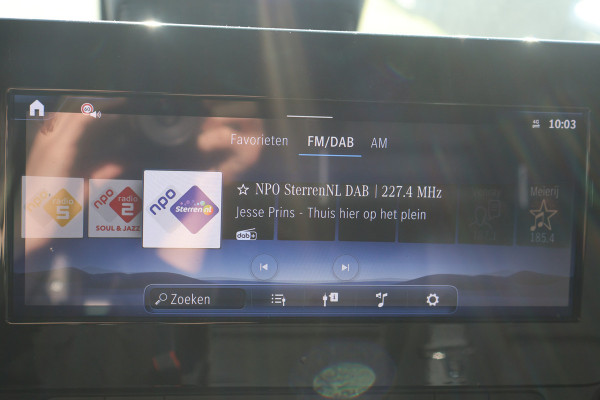 10:03
Favorieten FM/DAB AM
npo radio 5
npo radio 2
SOUL & JAZZ
npo Sterren.nl
NPO SterrenNL DAB | 227.4 MHz
Jesse Prins - Thuis hier op het plein
dab+
Meierij
185.4
Zoeken